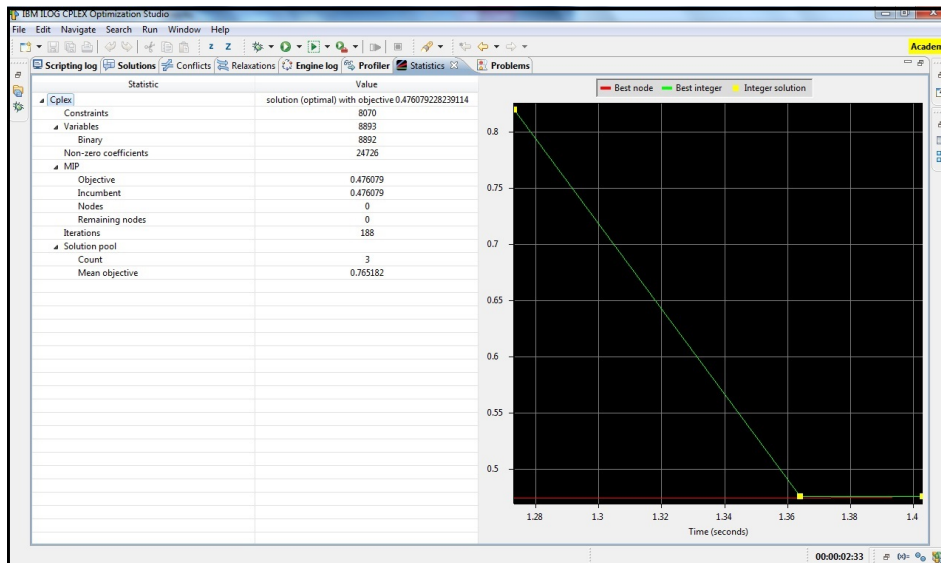 IBM ILOG CPLEX Optimization Studio
File Edit Navigate Search Run Window Help
Academ
Scripting log Solutions Conflicts Relaxations Engine log Profiler Statistics Problems
Statistic Value
Cplex solution (optimal) with objective 0.476079228239114
Constraints 8070
Variables 8893
Binary 8892
Non-zero coefficients 24726
MIP
Objective 0.476079
Incumbent 0.476079
Nodes 0
Remaining nodes 0
Iterations 188
Solution pool
Count 3
Mean objective 0.765182
Best node Best integer Integer solution
0.8
0.75
0.7
0.65
0.6
0.55
0.5
1.28 1.3 1.32 1.34 1.36 1.38 1.4
Time (seconds)
00:00:02:33